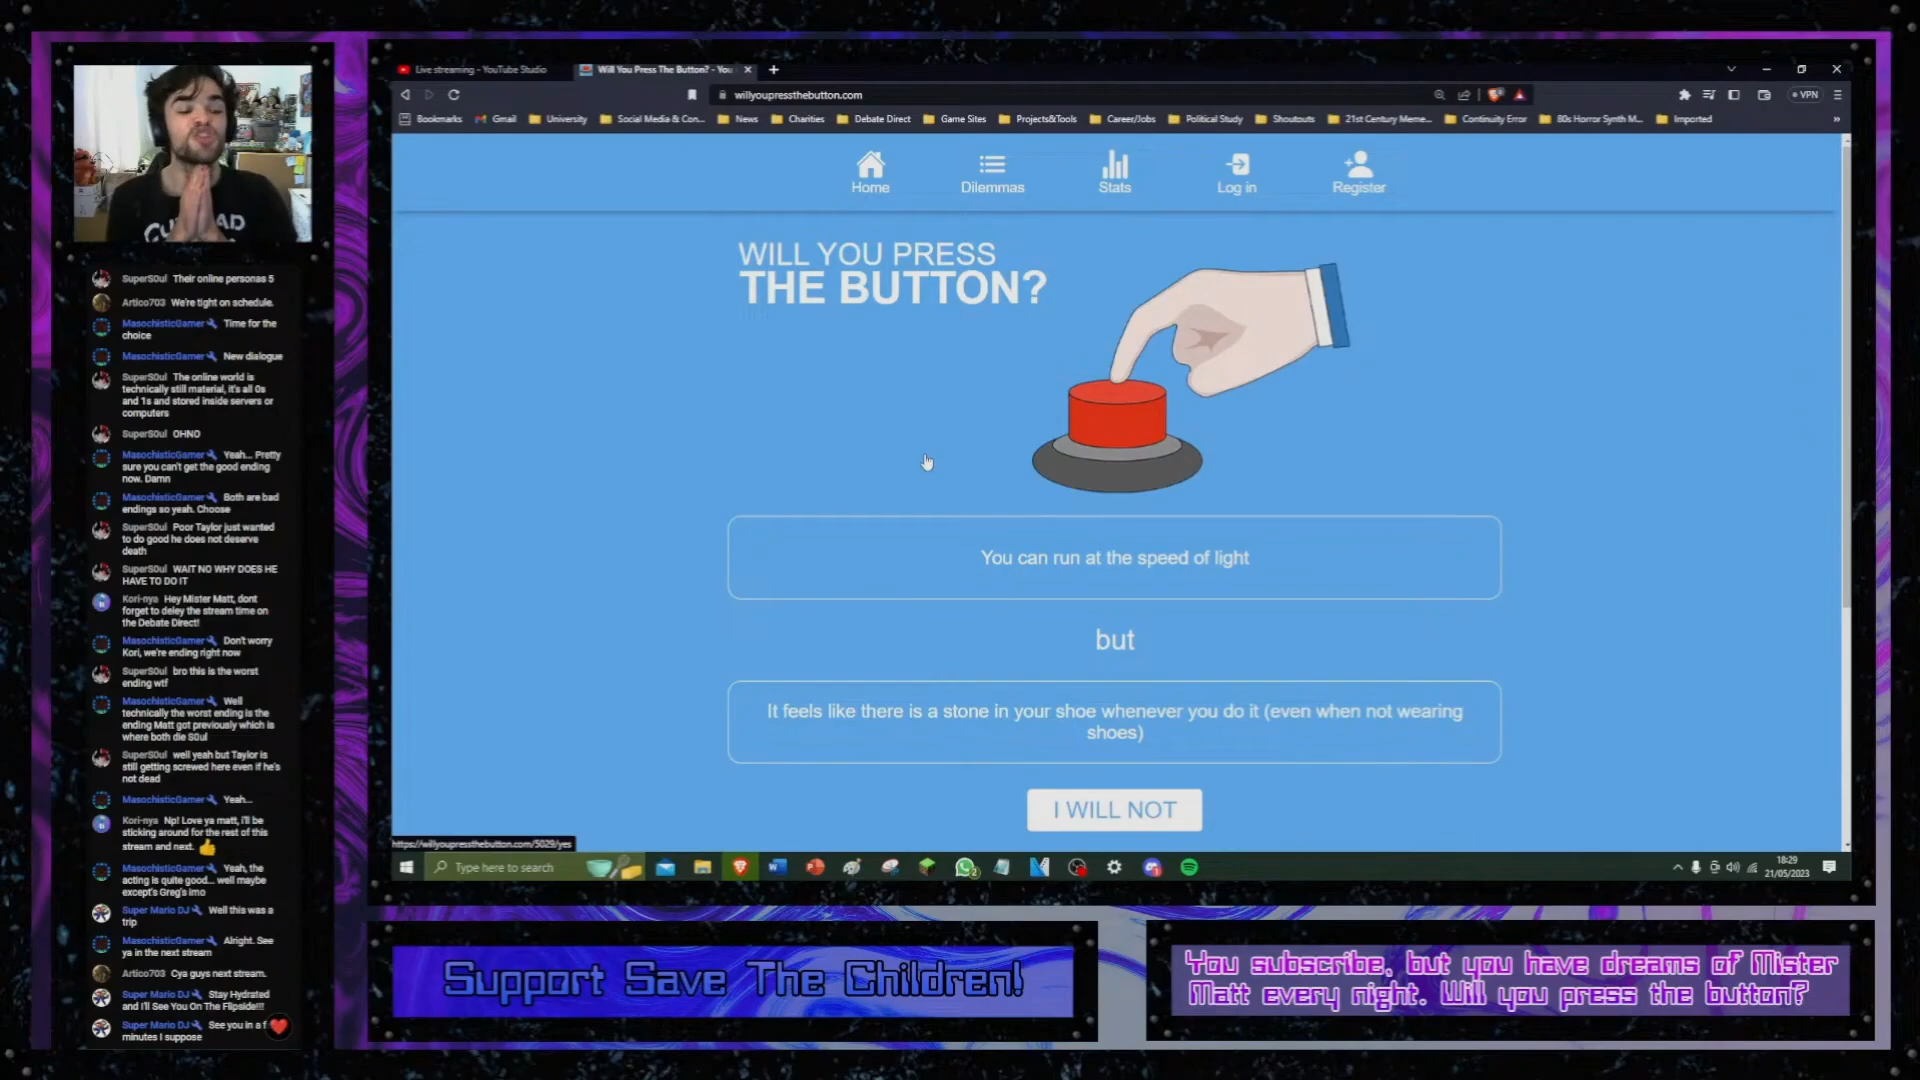 CUPHEAD
SuperS0ul Their online personas 5
Artico703 We're tight on schedule.
MasochisticGamer Time for the
choice
MasochisticGamer New dialogue
SuperS0ul The online world is
technically still material, it's all 0s
and 1s and stored inside servers or
computers
SuperS0ul OHNO
MasochisticGamer Yeah... Pretty
sure you can't get the good ending
now. Damn
MasochisticGamer Both are bad
endings so yeah. Choose
SuperS0ul Poor Taylor just wanted
to do good he does not deserve
death
SuperS0ul WAIT NO WHY DOES HE
HAVE TO DO IT
Kori-nya Hey Mister Matt, dont
forget to deley the stream time on
the Debate Direct!
MasochisticGamer Don't worry
Kori, we're ending right now
SuperS0ul bro this is the worst
ending wtf
MasochisticGamer Well
technically the worst ending is the
ending Matt got previously which is
where both die S0ul
SuperS0ul well yeah but Taylor is
still getting screwed here even if he's
not dead
MasochisticGamer Yeah...
Kori-nya Np! Love ya matt, i'll be
sticking around for the rest of this
stream and next. 👍
MasochisticGamer Yeah, the
acting is quite good... well maybe
except's Greg's imo
Super Mario DJ Well this was a
trip
MasochisticGamer Alright. See
ya in the next stream
Artico703 Cya guys next stream.
Super Mario DJ Stay Hydrated
and I'll See You On The Flipside!!!
Super Mario DJ See you in a f
minutes I suppose
Live streaming - YouTube Studio
Will You Press The Button? - You
willyoupressthebutton.com
VPN
Bookmarks Gmail University Social Media & Con... News Charities Debate Direct Game Sites Projects&Tools Career/Jobs Political Study Shoutouts 21st Century Meme... Continuity Error 80s Horror Synth M... Imported »
Home Dilemmas Stats Log in Register
WILL YOU PRESS
THE BUTTON?
You can run at the speed of light
but
It feels like there is a stone in your shoe whenever you do it (even when not wearing
shoes)
I WILL NOT
https://willyoupressthebutton.com/5029/yes
Type here to search
18:29
21/05/2023
Support Save The Children!
You subscribe, but you have dreams of Mister
Matt every night. Will you press the button?